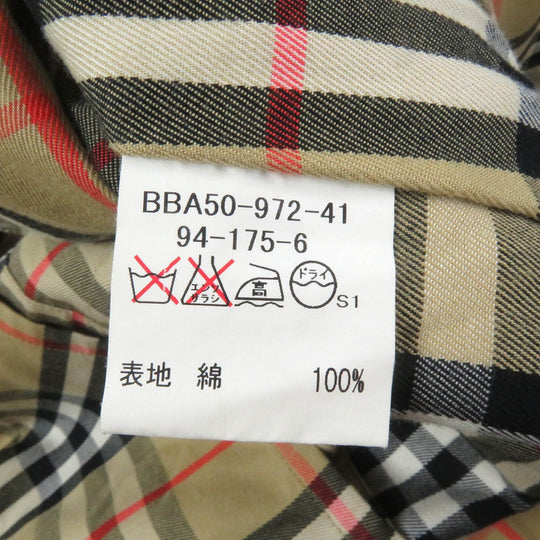 BBA50-972-41
94-175-6
エンソ サラシ 高 ドライ S1
表地 綿 100%